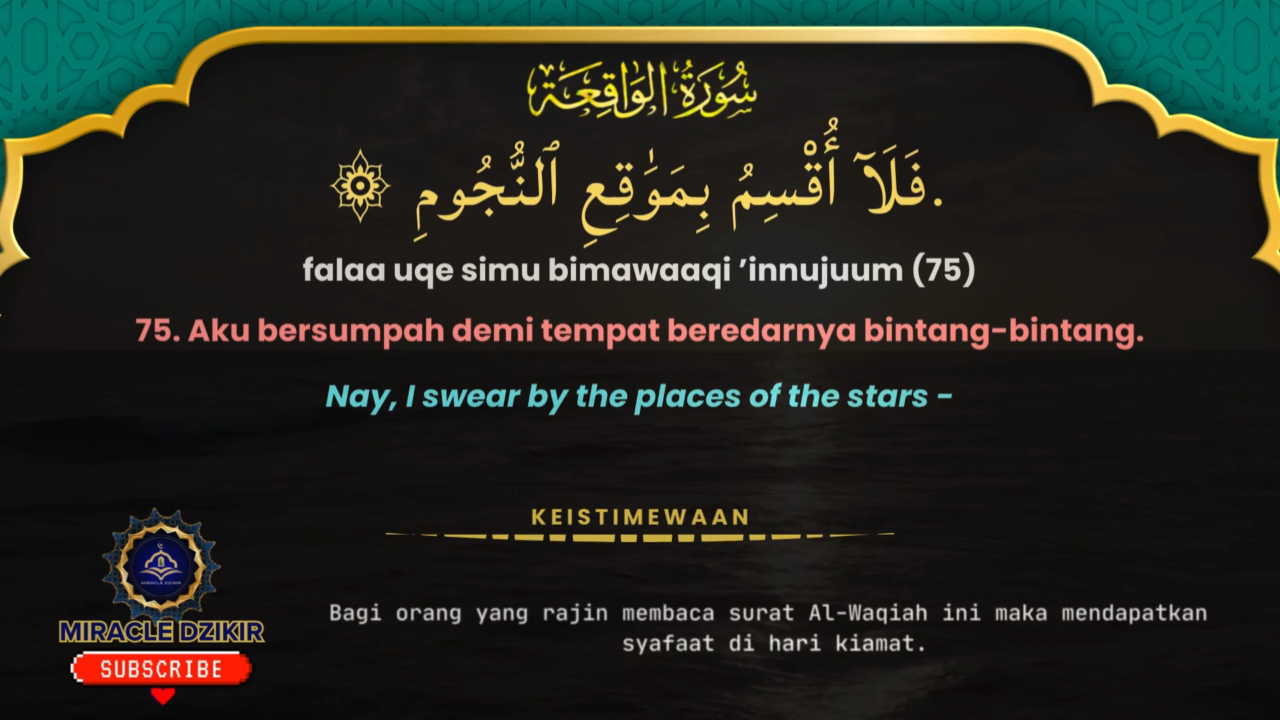 سُوْرَةُ الوَاقِعَة
فَلَآ أُقْسِمُ بِمَوَٰقِعِ ٱلنُّجُومِ.
falaa uqe simu bimawaaqi ’innujuum (75)
75. Aku bersumpah demi tempat beredarnya bintang-bintang.
Nay, I swear by the places of the stars –
KEISTIMEWAAN
Bagi orang yang rajin membaca surat Al-Waqiah ini maka mendapatkan
syafaat di hari kiamat.
MIRACLE DZIKIR
MIRACLE DZIKIR
SUBSCRIBE